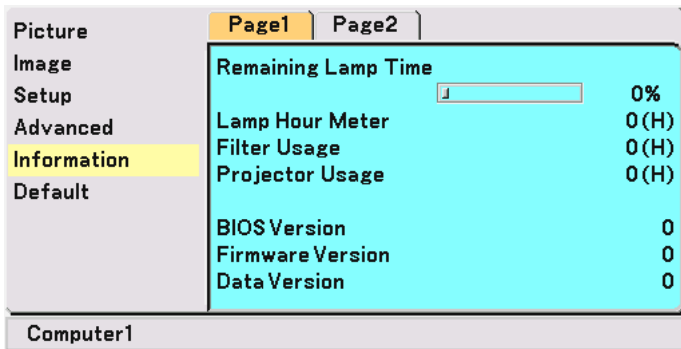 Picture
Image
Setup
Advanced
Information
Default
Page1 Page2
Remaining Lamp Time
0%
Lamp Hour Meter 0(H)
Filter Usage 0(H)
Projector Usage 0(H)
BIOS Version 0
Firmware Version 0
Data Version 0
Computer1